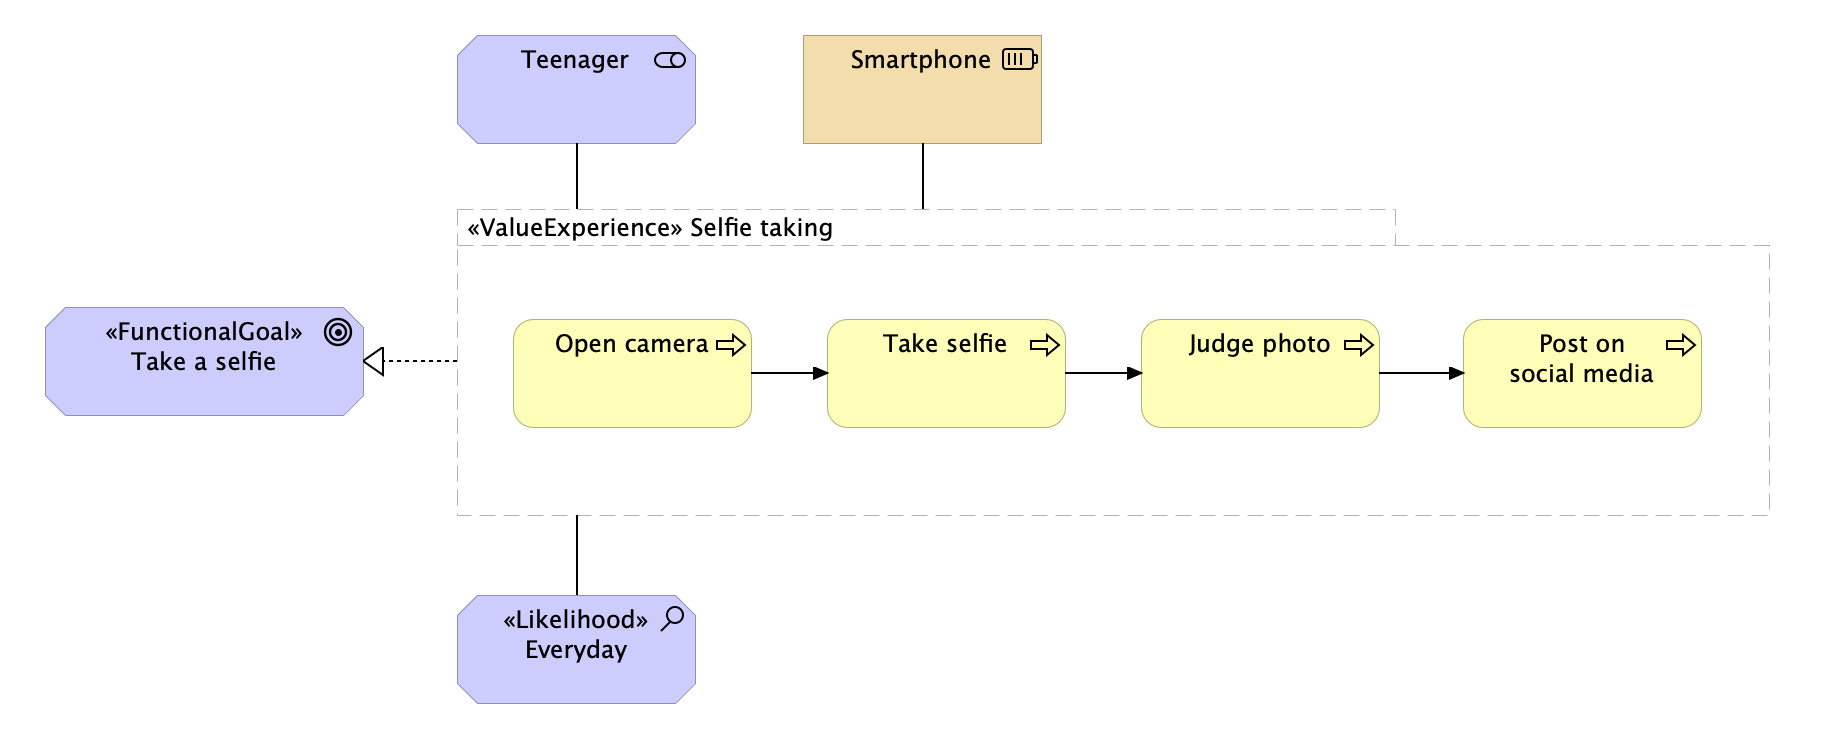 Teenager
Smartphone
«ValueExperience» Selfie taking
«FunctionalGoal»
Take a selfie
Open camera
Take selfie
Judge photo
Post on
social media
«Likelihood»
Everyday